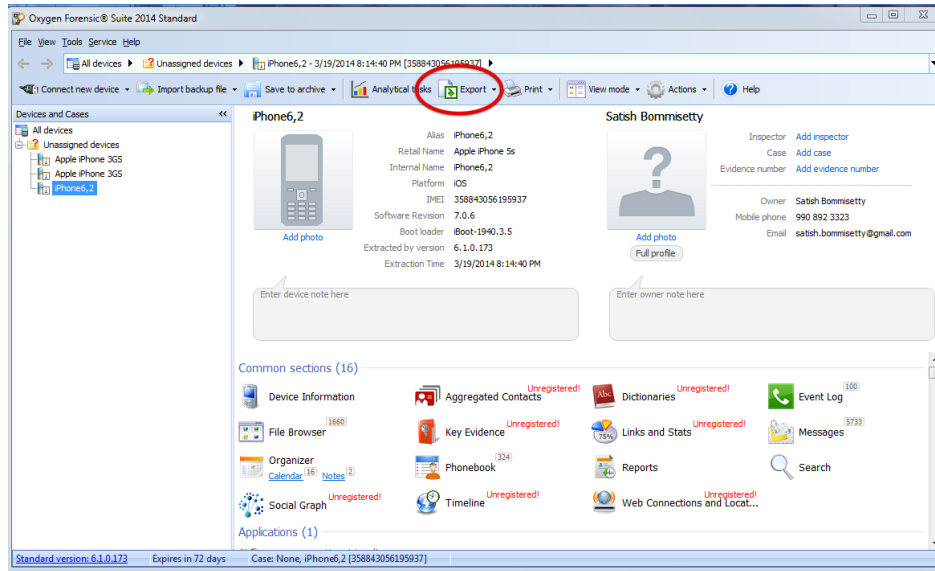 Oxygen Forensic® Suite 2014 Standard
File View Tools Service Help
All devices Unassigned devices iPhone6,2 - 3/19/2014 8:14:40 PM [358843056195937]
Connect new device Import backup file Save to archive Analytical tasks Export Print View mode Actions Help
Devices and Cases
All devices
Unassigned devices
Apple iPhone 3GS
Apple iPhone 3GS
iPhone6,2
iPhone6,2
Add photo
Alias iPhone6,2
Retail Name Apple iPhone 5s
Internal Name iPhone6,2
Platform iOS
IMEI 358843056195937
Software Revision 7.0.6
Boot loader iBoot-1940.3.5
Extracted by version 6.1.0.173
Extraction Time 3/19/2014 8:14:40 PM
Enter device note here
Satish Bommisetty
?
Add photo
Full profile
Inspector Add inspector
Case Add case
Evidence number Add evidence number
Owner Satish Bommisetty
Mobile phone 990 892 3323
Email satish.bommisetty@gmail.com
Enter owner note here
Common sections (16)
Device Information
Aggregated Contacts Unregistered!
Abc Dictionaries Unregistered!
Event Log 100
File Browser 1660
Key Evidence Unregistered!
75% Links and Stats Unregistered!
Messages 5733
Organizer
Calendar 16 Notes 2
Phonebook 324
Reports
Search
Social Graph Unregistered!
Timeline Unregistered!
Web Connections and Locat... Unregistered!
Applications (1)
Standard version: 6.1.0.173 Expires in 72 days Case: None, iPhone6,2 [358843056195937]